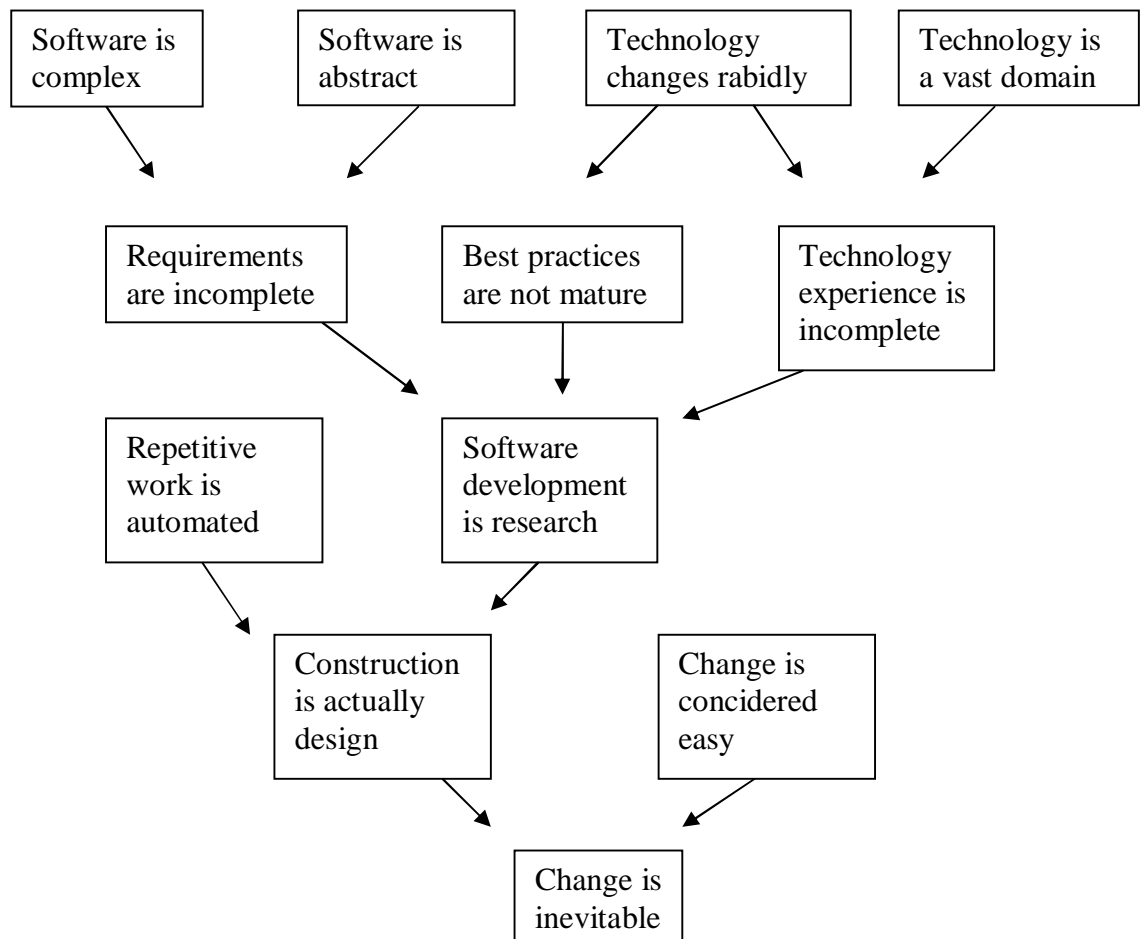 Software is
complex
Software is
abstract
Technology
changes rabidly
Technology is
a vast domain
Requirements
are incomplete
Best practices
are not mature
Technology
experience is
incomplete
Repetitive
work is
automated
Software
development
is research
Construction
is actually
design
Change is
concidered
easy
Change is
inevitable